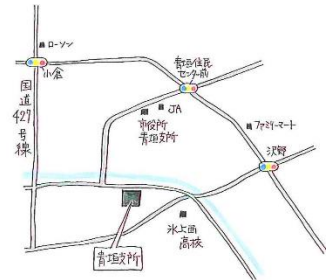 ローソン
小倉
国道427号線
青垣住民
センター前
JA
市役所
青垣支所
ファミリーマート
沢野
青垣支所
氷上西
高校